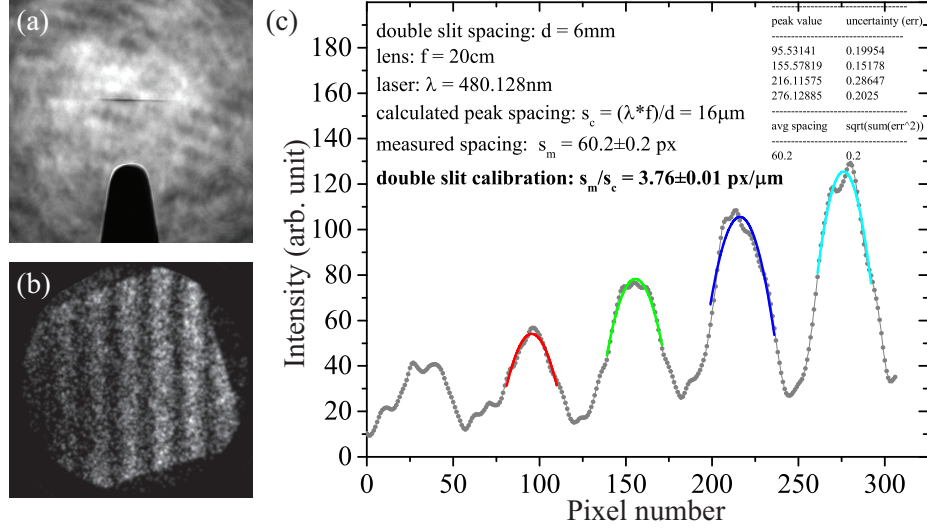 (a)
(b)
(c)
double slit spacing: d = 6mm
lens: f = 20cm
laser: λ = 480.128nm
calculated peak spacing: s_c = (λ*f)/d = 16μm
measured spacing: s_m = 60.2±0.2 px
double slit calibration: s_m/s_c = 3.76±0.01 px/μm
peak value uncertainty (err)
95.53141 0.19954
155.57819 0.15178
216.11575 0.28647
276.12885 0.2025
avg spacing sqrt(sum(err^2))
60.2 0.2
Intensity (arb. unit)
180
160
140
120
100
80
60
40
20
0
0 50 100 150 200 250 300
Pixel number